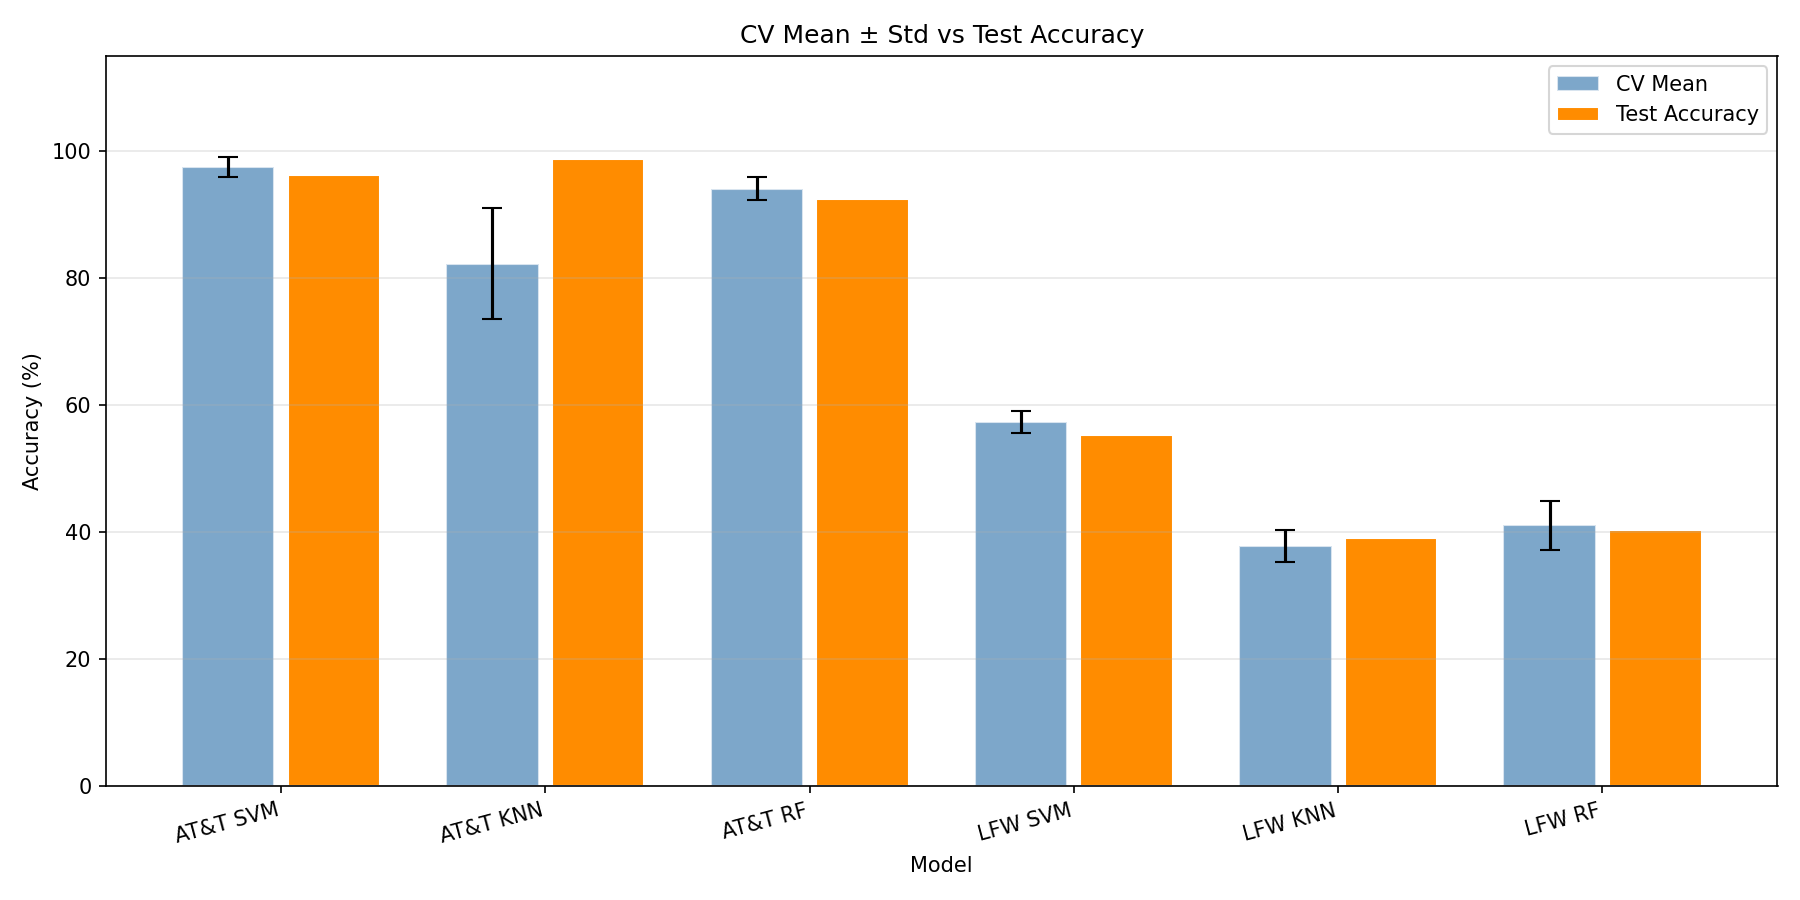 CV Mean ± Std vs Test Accuracy
CV Mean
Test Accuracy
Accuracy (%)
100
80
60
40
20
0
AT&T SVM
AT&T KNN
AT&T RF
LFW SVM
LFW KNN
LFW RF
Model